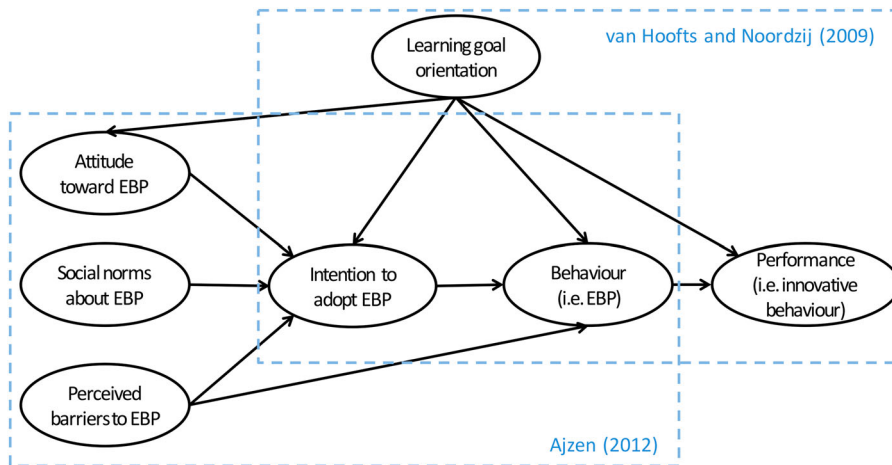 van Hoofts and Noordzij (2009)
Learning goal
orientation
Attitude
toward EBP
Social norms
about EBP
Intention to
adopt EBP
Behaviour
(i.e. EBP)
Performance
(i.e. innovative
behaviour)
Perceived
barriers to EBP
Ajzen (2012)